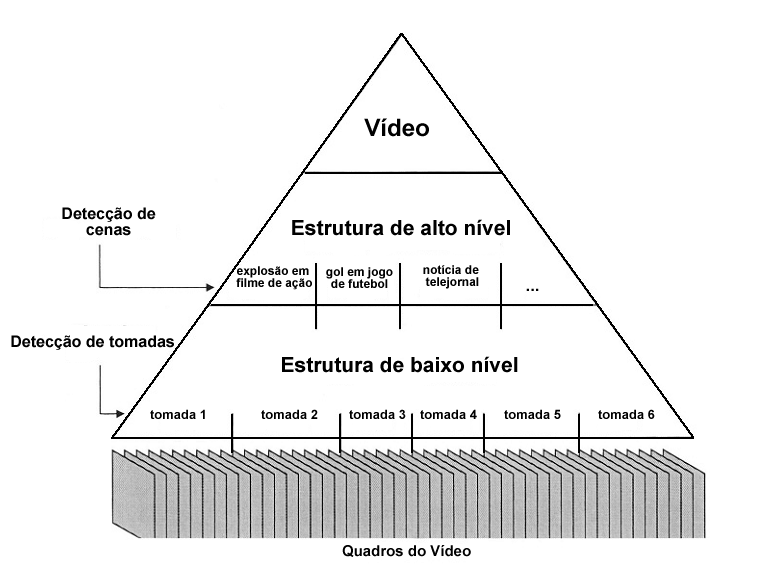 Vídeo
Detecção de
cenas
Estrutura de alto nível
explosão em
filme de ação
gol em jogo
de futebol
notícia de
telejornal
...
Detecção de tomadas
Estrutura de baixo nível
tomada 1
tomada 2
tomada 3
tomada 4
tomada 5
tomada 6
Quadros do Vídeo